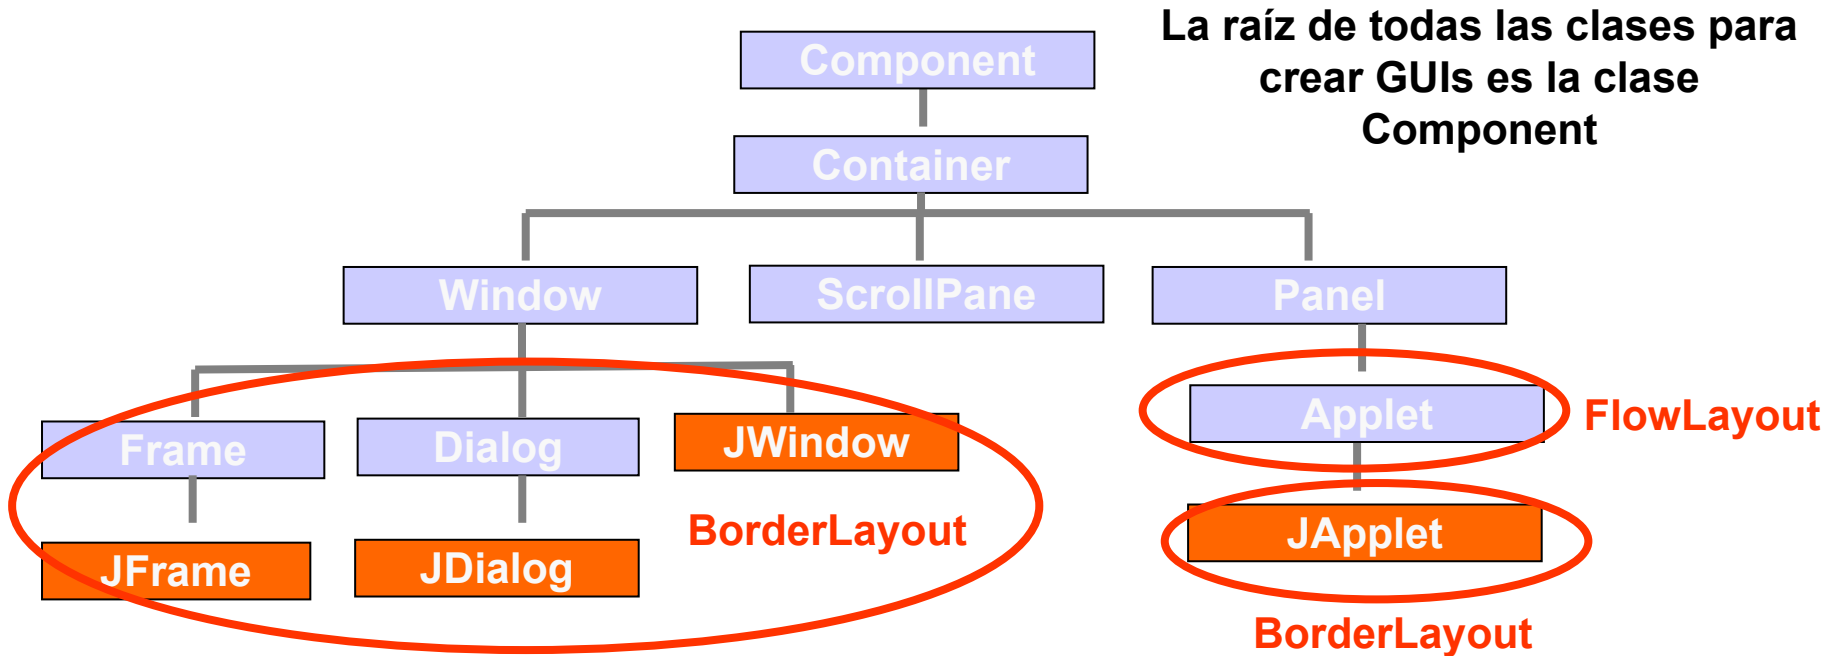 La raíz de todas las clases para
crear GUIs es la clase
Component
Component
Container
Window
ScrollPane
Panel
Frame
Dialog
JWindow
Applet
FlowLayout
JFrame
JDialog
BorderLayout
JApplet
BorderLayout